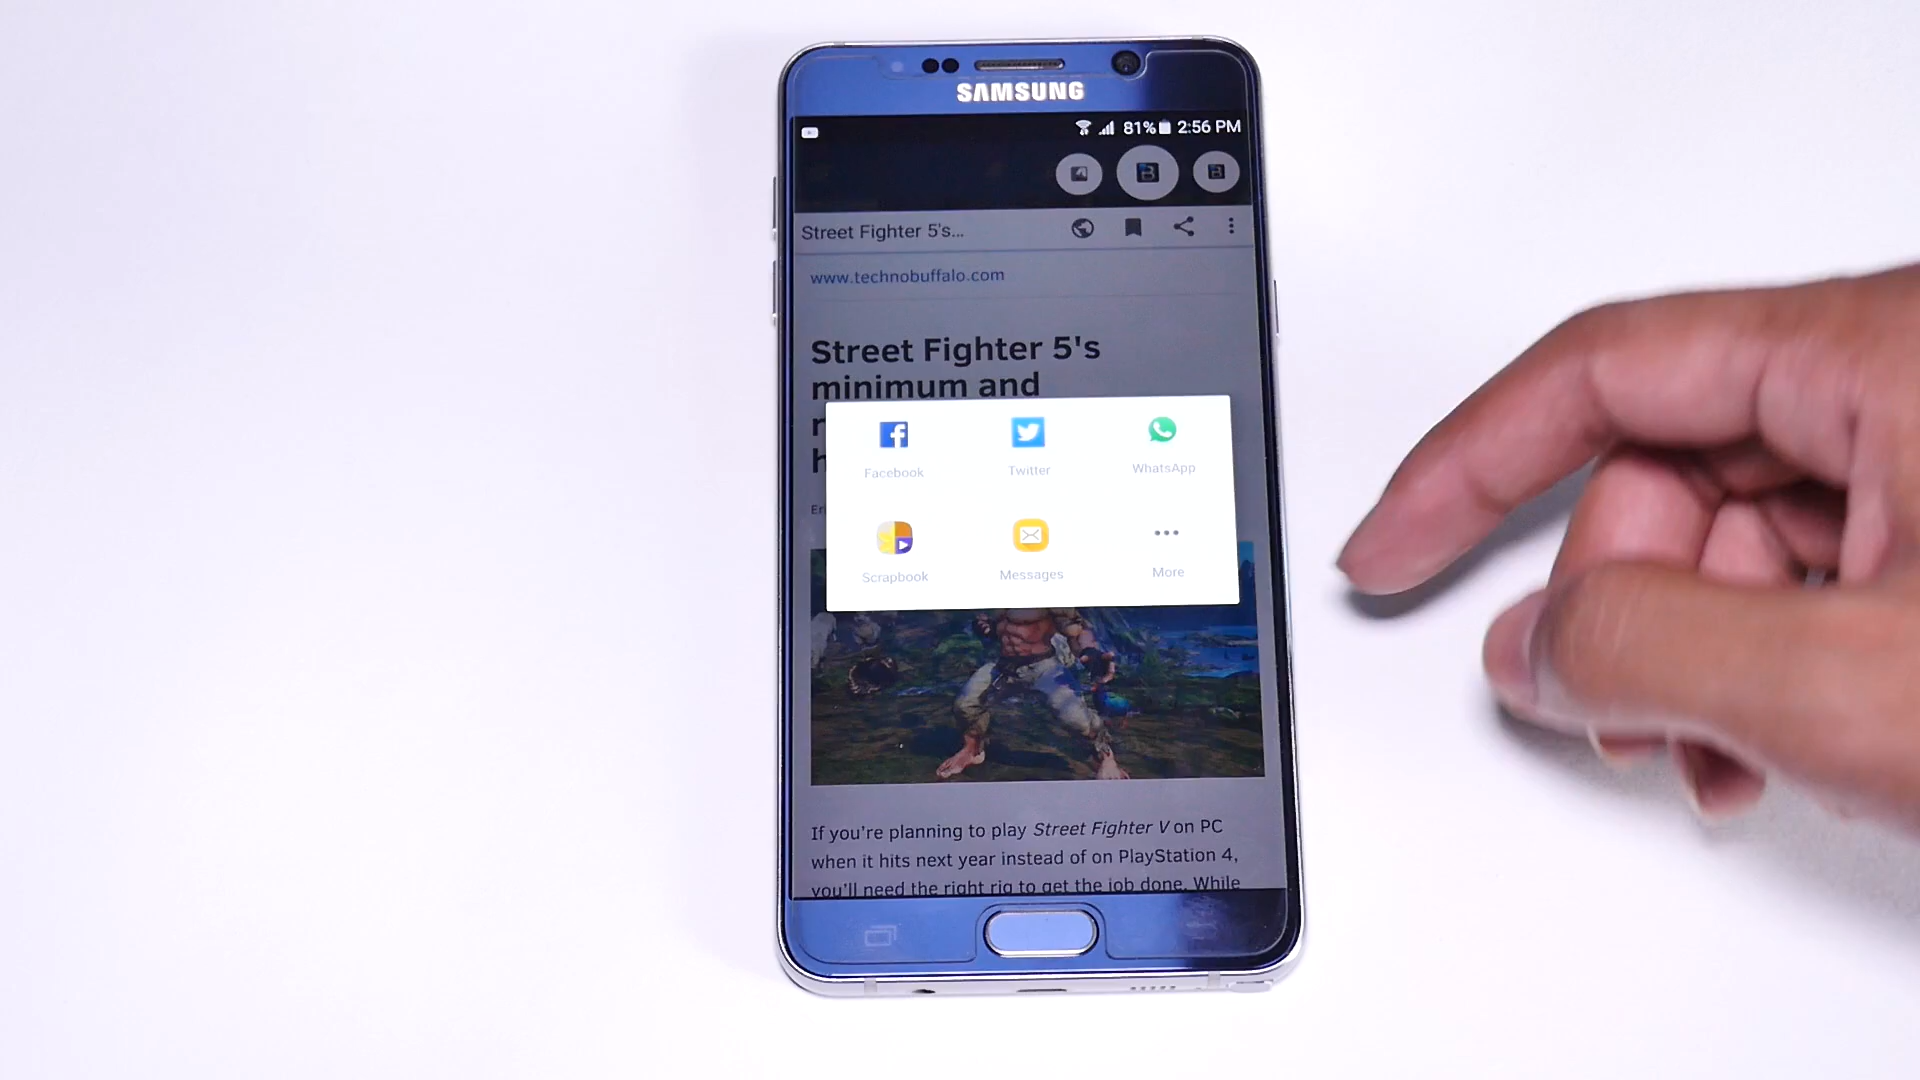 SAMSUNG
81% 2:56 PM
Street Fighter 5's...
www.technobuffalo.com
Street Fighter 5's
minimum and
Facebook Twitter WhatsApp
Scrapbook Messages More
If you're planning to play Street Fighter V on PC
when it hits next year instead of on PlayStation 4,
you'll need the right rig to get the job done. While